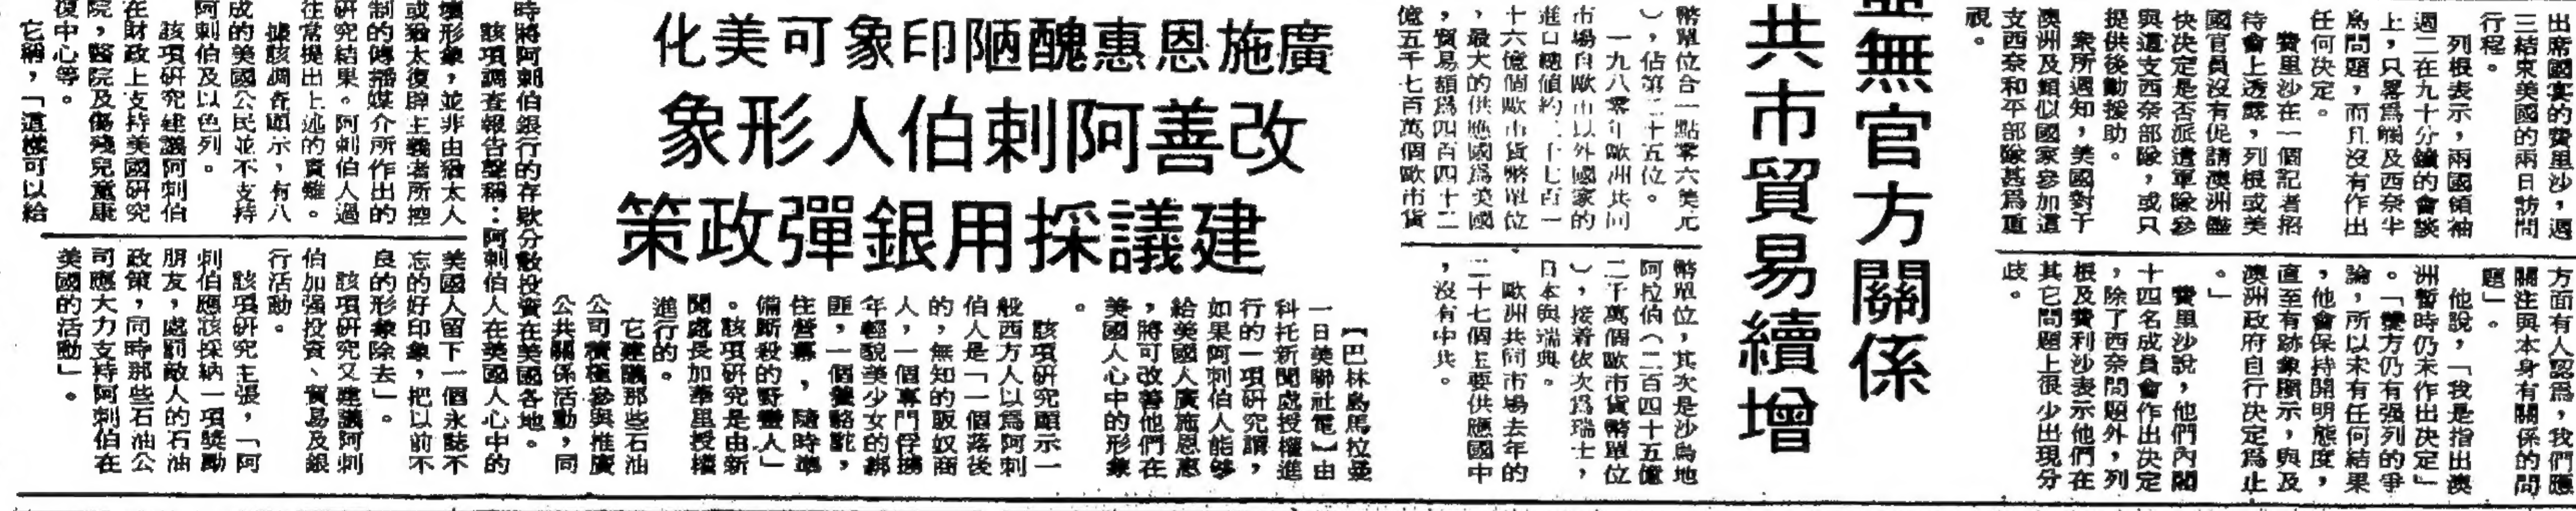 出席國宴的費里沙，週
三結束美國的兩日訪問
行程。
列根表示，兩國領袖
週二在九十分鐘的會談
上，只畧爲觸及西奈半
島問題，而且沒有作出
任何決定。
費里沙在一個記者招
待會上透露，列根或美
國官員沒有促請澳洲儘
快決定是否派遣軍隊參
與這支西奈部隊，或只
提供後勤援助。
衆所週知，美國對于
澳洲及類似國家參加這
支西奈和平部隊甚爲重
視。
方面有人認爲，我們應
關注與本身有關係的問
題」。
他說，「我是指出澳
洲暫時仍未作出決定」
。「雙方仍有强列的爭
論，所以未有任何結果
，他會保持開明態度，
直至有跡象顯示，與及
澳洲政府自行決定爲止
。」
費里沙說，他們內閣
十四名成員會作出決定
，除了西奈問題外，列
根及費利沙表示他們在
其它問題上很少出現分
歧。
無官方關係
共市貿易續增
幣單位合一點零六美元
），佔第二十五位。
一九八零年歐洲共同
市場自歐市以外國家的
進口總值約二千七百一
十六億個歐市貨幣單位
，最大的供應國爲美國
，貿易額爲四百四十二
億五千七百萬個歐市貨
幣單位，其次是沙烏地
阿拉伯（二百四十五億
二千萬個歐市貨幣單位
），接着依次爲瑞士，
日本與瑞典。
歐洲共同市場去年的
二十七個主要供應國中
，沒有中共。
廣施恩惠醜陋印象可美化
改善阿剌伯人形象
建議採用銀彈政策
【巴林島馬拉曼
一日美聯社電】由
科托新聞處授權進
行的一項研究謂，
如果阿剌伯人能够
給美國人廣施恩惠
，將可改善他們在
美國人心中的形象
。
該項研究顯示一
般西方人以爲阿剌
伯人是「一個落後
的，無知的販奴商
人，一個專門俘擄
年輕貌美少女的綁
匪，一個養駱駝，
住營幕，隨時準
備斬殺的野蠻人」
。該項研究是由新
聞處長加華里授權
進行的。
它建議那些石油
公司積極參與推廣
公共關係活動，同
時將阿剌伯銀行的存款分散投資在美國各地。
該項調查報告聲稱：阿剌伯人在美國人心中的
壞形象，並非由猶太人
或猶太復辟主義者所控
制的傳播媒介所作出的
研究結果。阿剌伯人過
往常提出上述的責難。
據該調查顯示，有八
成的美國公民並不支持
阿剌伯及以色列。
該項研究建議阿剌伯
在財政上支持美國研究
院，醫院及傷殘兒童康
復中心等。
它稱，「這樣可以給
美國人留下一個永誌不
忘的好印象，把以前不
良的形象除去」。
該項研究又建議阿剌
伯加强投資、貿易及銀
行活動。
該項研究主張，「阿
剌伯應該採納一項獎勵
朋友，處罰敵人的石油
政策，同時那些石油公
司應大力支持阿剌伯在
美國的活動」。